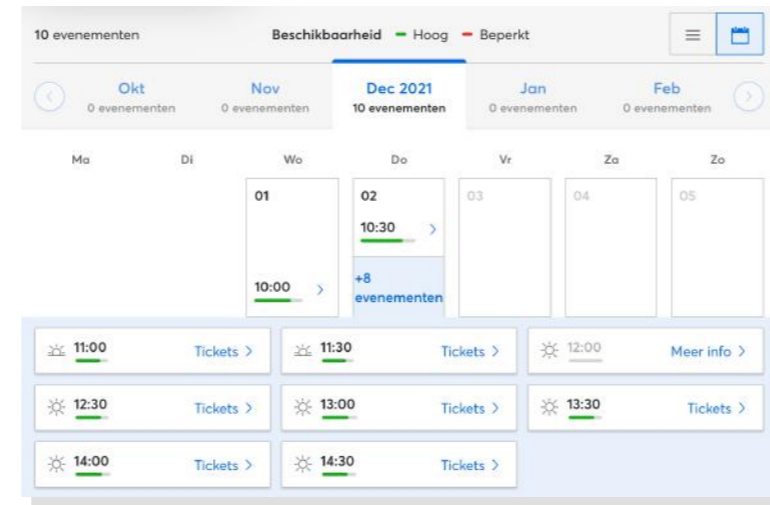 10 evenementen Beschikbaarheid Hoog Beperkt
Okt Nov Dec 2021 Jan Feb
0 evenementen 0 evenementen 10 evenementen 0 evenementen 0 evenementen
Ma Di Wo Do Vr Za Zo
01 02 03 04 05
10:30
10:00
+8
evenementen
11:00 Tickets 11:30 Tickets 12:00 Meer info
12:30 Tickets 13:00 Tickets 13:30 Tickets
14:00 Tickets 14:30 Tickets